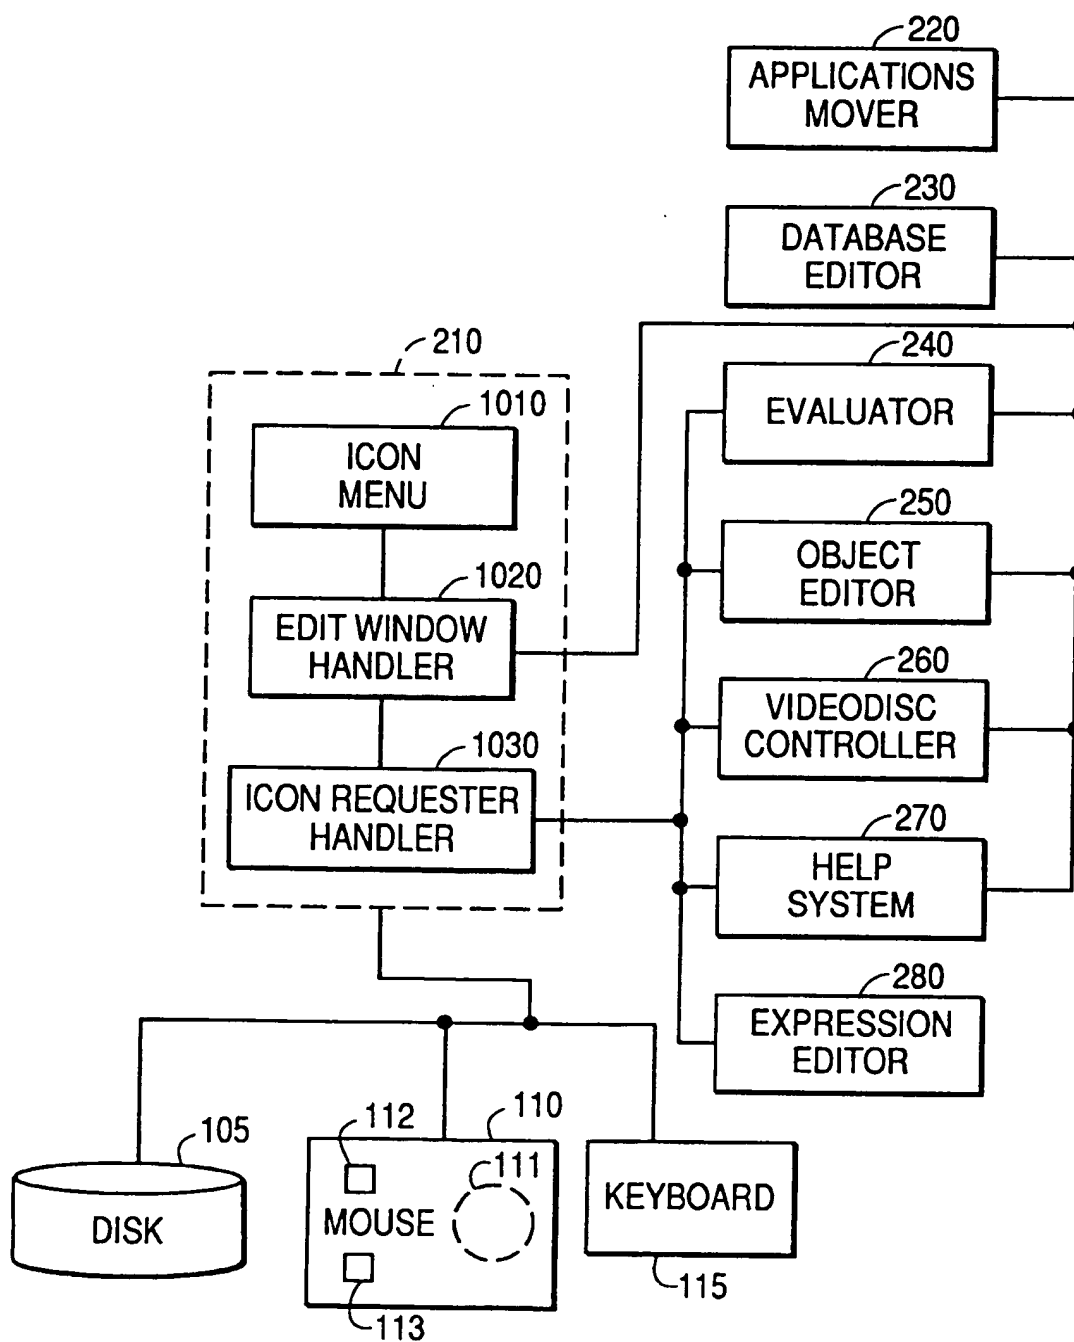 220
APPLICATIONS
MOVER
230
DATABASE
EDITOR
210
240
EVALUATOR
1010
ICON
MENU
250
OBJECT
EDITOR
1020
EDIT WINDOW
HANDLER
260
VIDEODISC
CONTROLLER
1030
ICON REQUESTER
HANDLER
270
HELP
SYSTEM
280
EXPRESSION
EDITOR
105
DISK
112
110
111
MOUSE
113
KEYBOARD
115